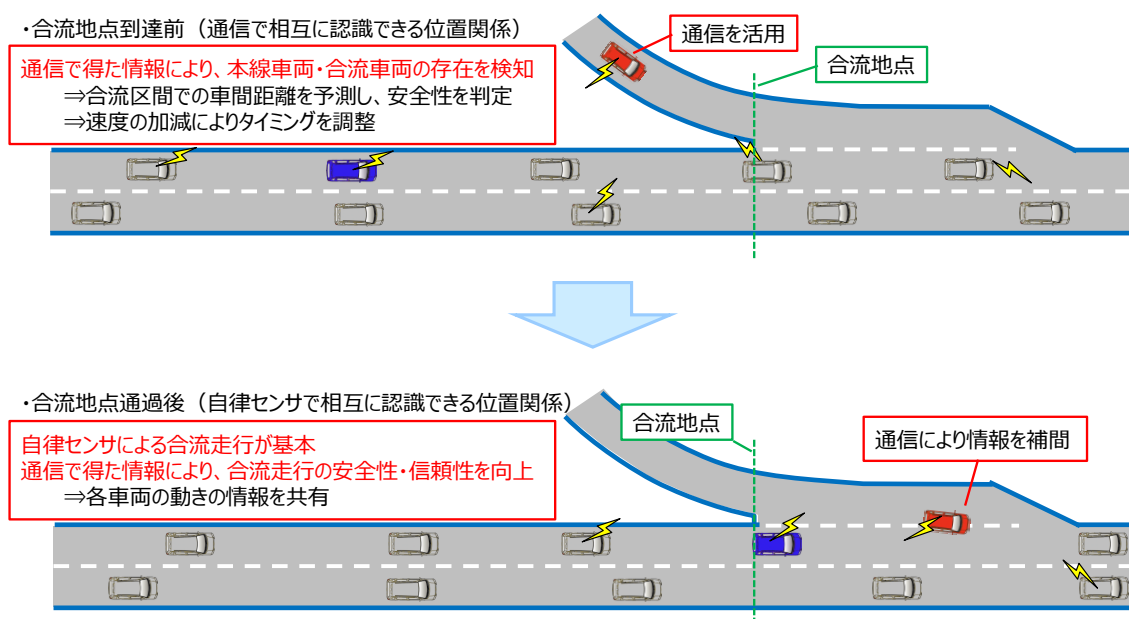 ・合流地点到達前（通信で相互に認識できる位置関係）
通信で得た情報により、本線車両・合流車両の存在を検知
⇒合流区間での車間距離を予測し、安全性を判定
⇒速度の加減によりタイミングを調整
通信を活用
合流地点
・合流地点通過後（自律センサで相互に認識できる位置関係）
自律センサによる合流走行が基本
通信で得た情報により、合流走行の安全性・信頼性を向上
⇒各車両の動きの情報を共有
合流地点
通信により情報を補間